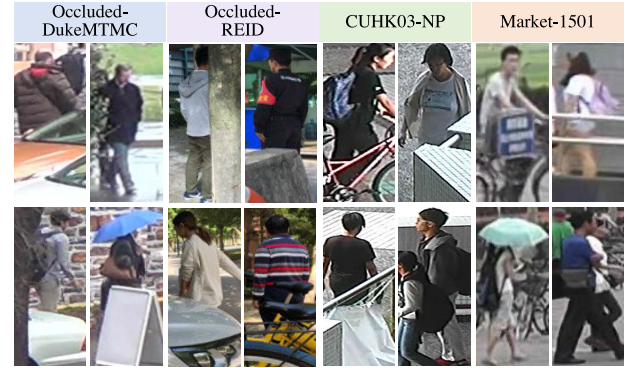 Occluded-
DukeMTMC
Occluded-
REID
CUHK03-NP
Market-1501